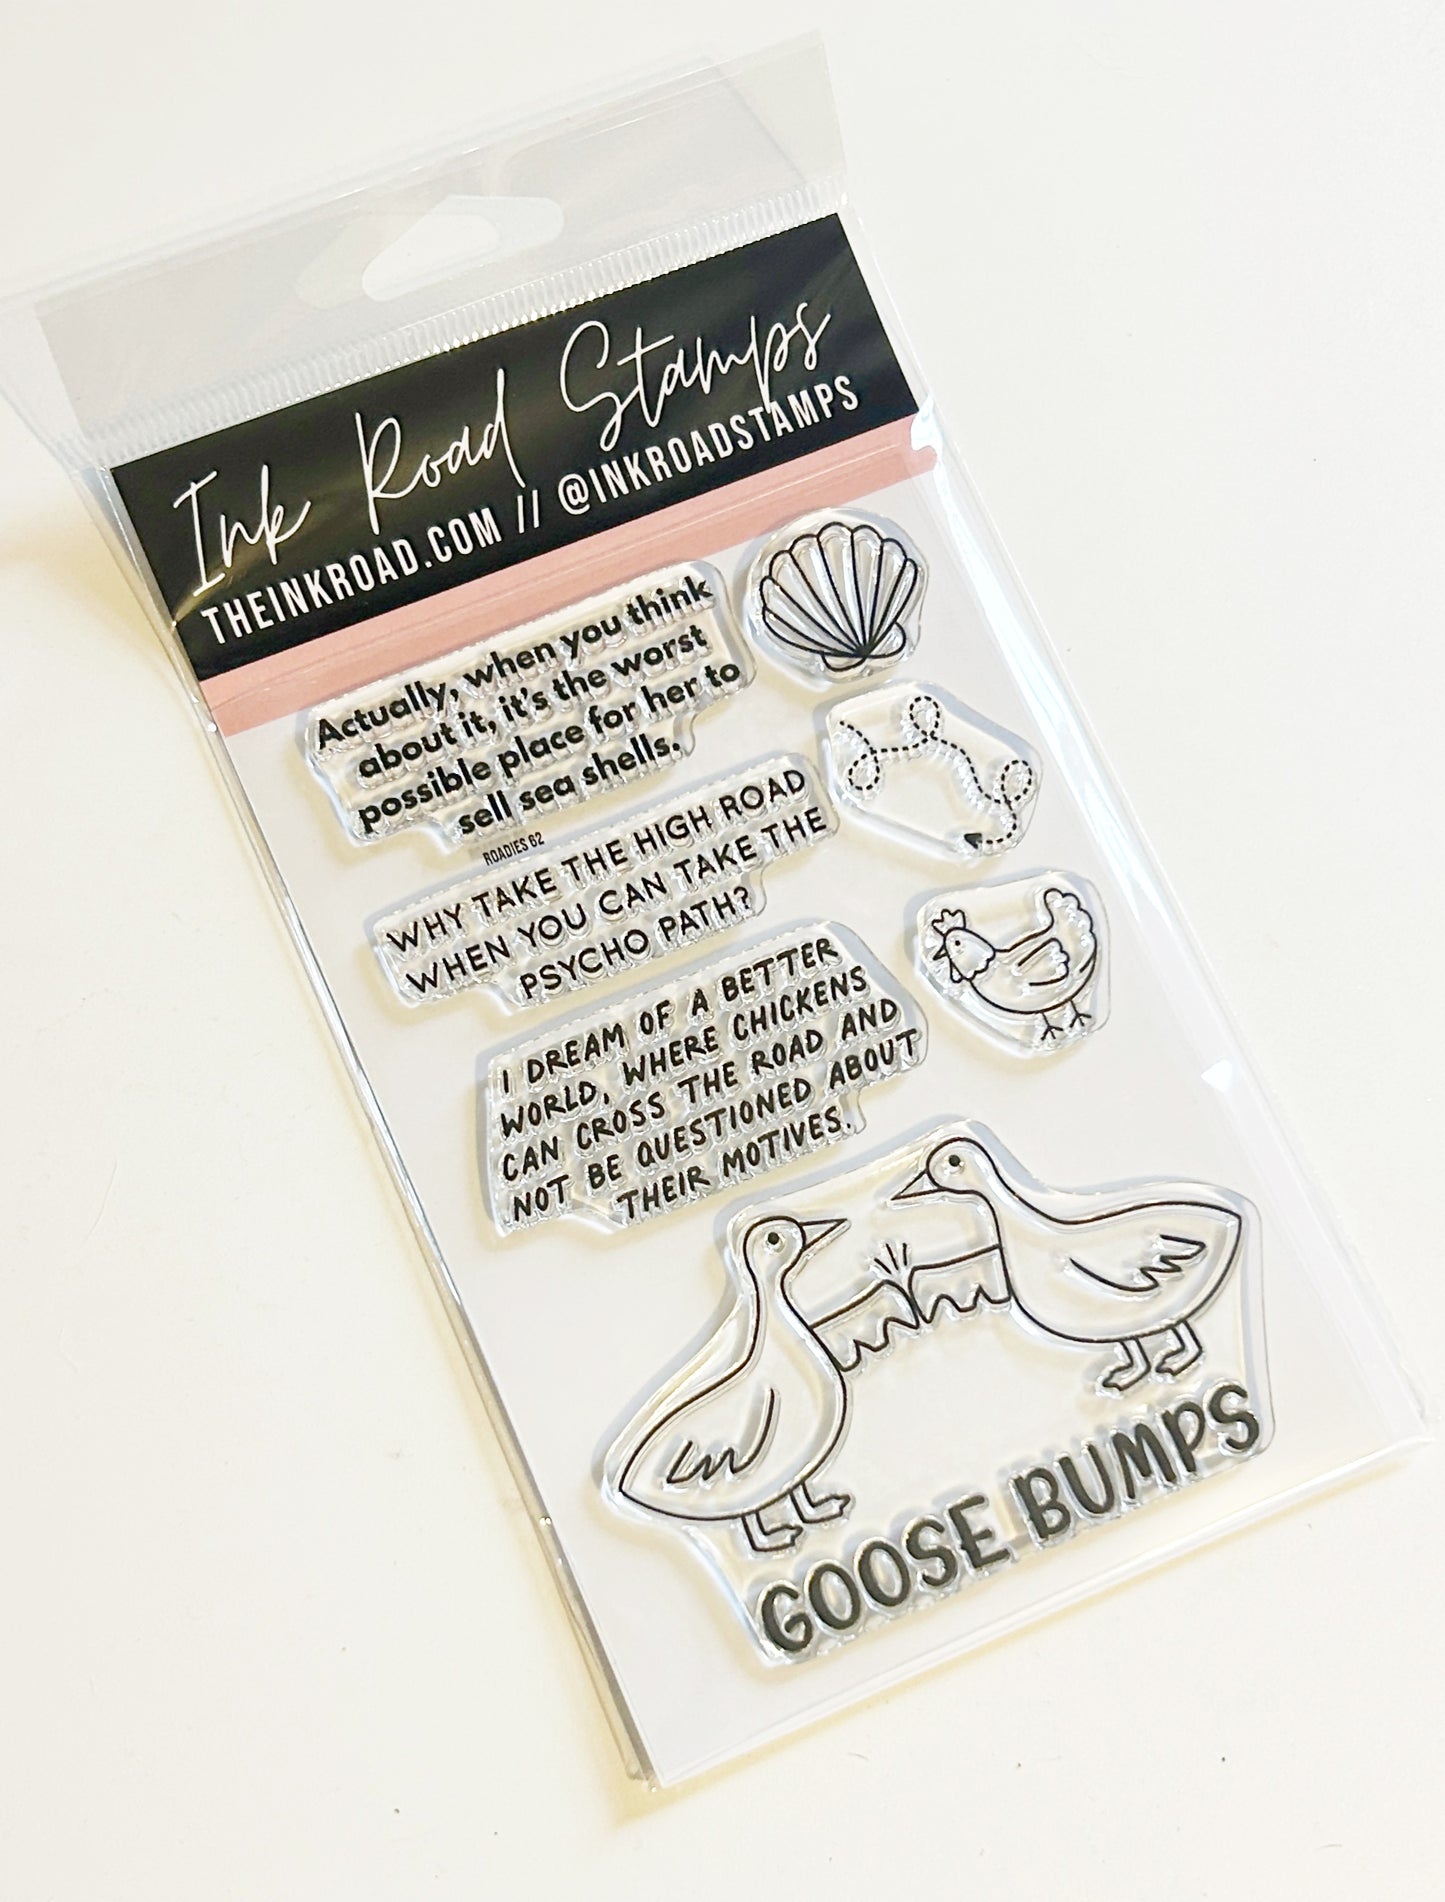 Ink Road Stamps
THEINKROAD.COM // @INKROADSTAMPS
Actually, when you think
about it, it's the worst
possible place for her to
sell sea shells.
ROADIES 62
WHY TAKE THE HIGH ROAD
WHEN YOU CAN TAKE THE
PSYCHO PATH?
I DREAM OF A BETTER
WORLD, WHERE CHICKENS
CAN CROSS THE ROAD AND
NOT BE QUESTIONED ABOUT
THEIR MOTIVES.
GOOSE BUMPS